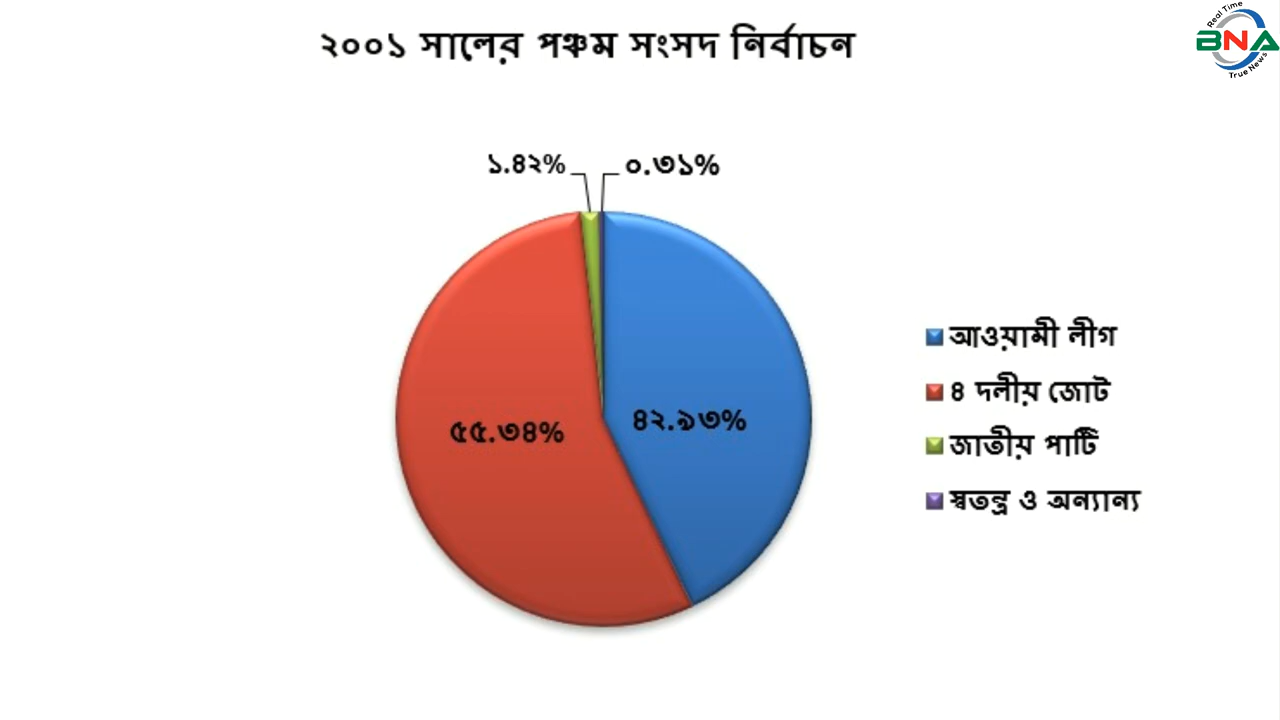 ২০০১ সালের পঞ্চম সংসদ নির্বাচন
Real Time
BNA
True News
১.৪২%
০.৩১%
৫৫.৩৪%
৪২.৯৩%
আওয়ামী লীগ
৪ দলীয় জোট
জাতীয় পার্টি
স্বতন্ত্র ও অন্যান্য